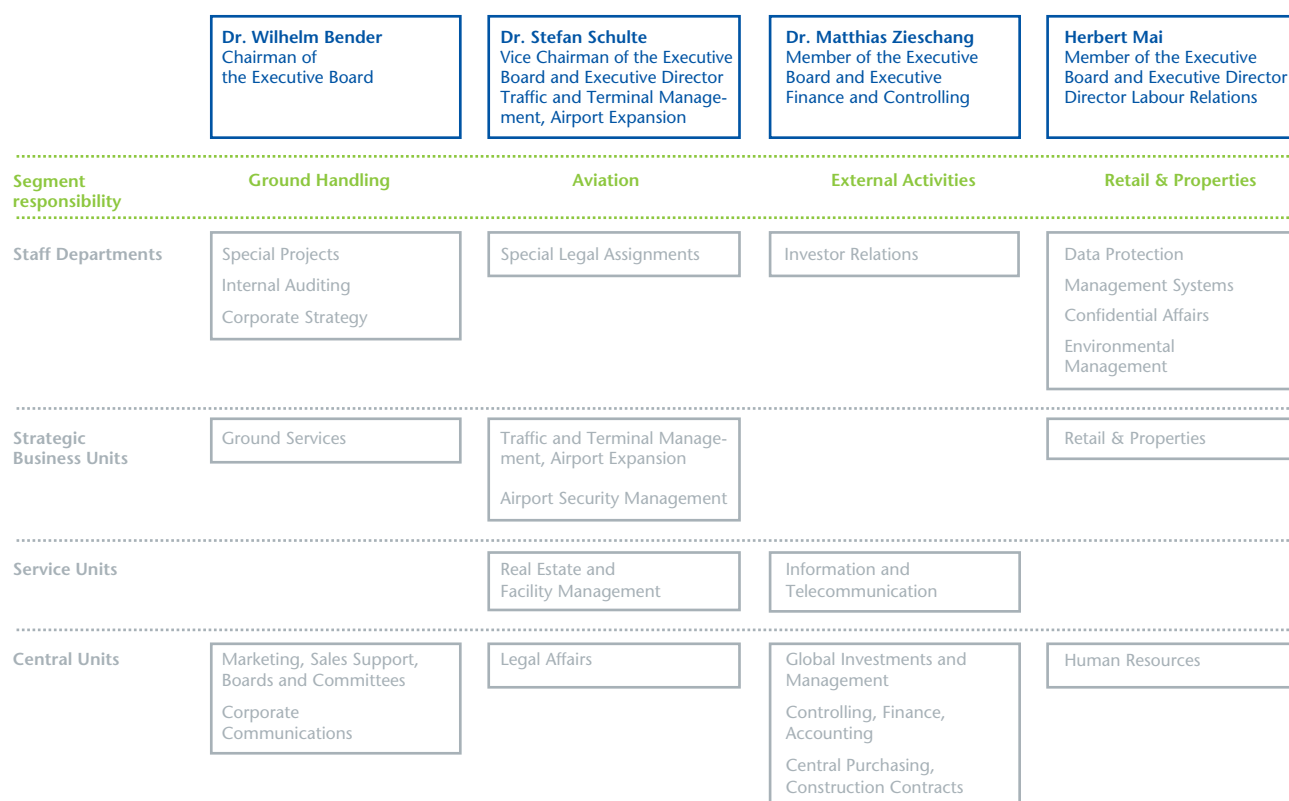 Dr. Wilhelm Bender
Chairman of
the Executive Board
Dr. Stefan Schulte
Vice Chairman of the Executive
Board and Executive Director
Traffic and Terminal Manage-
ment, Airport Expansion
Dr. Matthias Zieschang
Member of the Executive
Board and Executive
Finance and Controlling
Herbert Mai
Member of the Executive
Board and Executive Director
Director Labour Relations
Segment
responsibility
Ground Handling
Aviation
External Activities
Retail & Properties
Staff Departments
Special Projects
Internal Auditing
Corporate Strategy
Special Legal Assignments
Investor Relations
Data Protection
Management Systems
Confidential Affairs
Environmental
Management
Strategic
Business Units
Ground Services
Traffic and Terminal Manage-
ment, Airport Expansion
Airport Security Management
Retail & Properties
Service Units
Real Estate and
Facility Management
Information and
Telecommunication
Central Units
Marketing, Sales Support,
Boards and Committees
Corporate
Communications
Legal Affairs
Global Investments and
Management
Controlling, Finance,
Accounting
Central Purchasing,
Construction Contracts
Human Resources